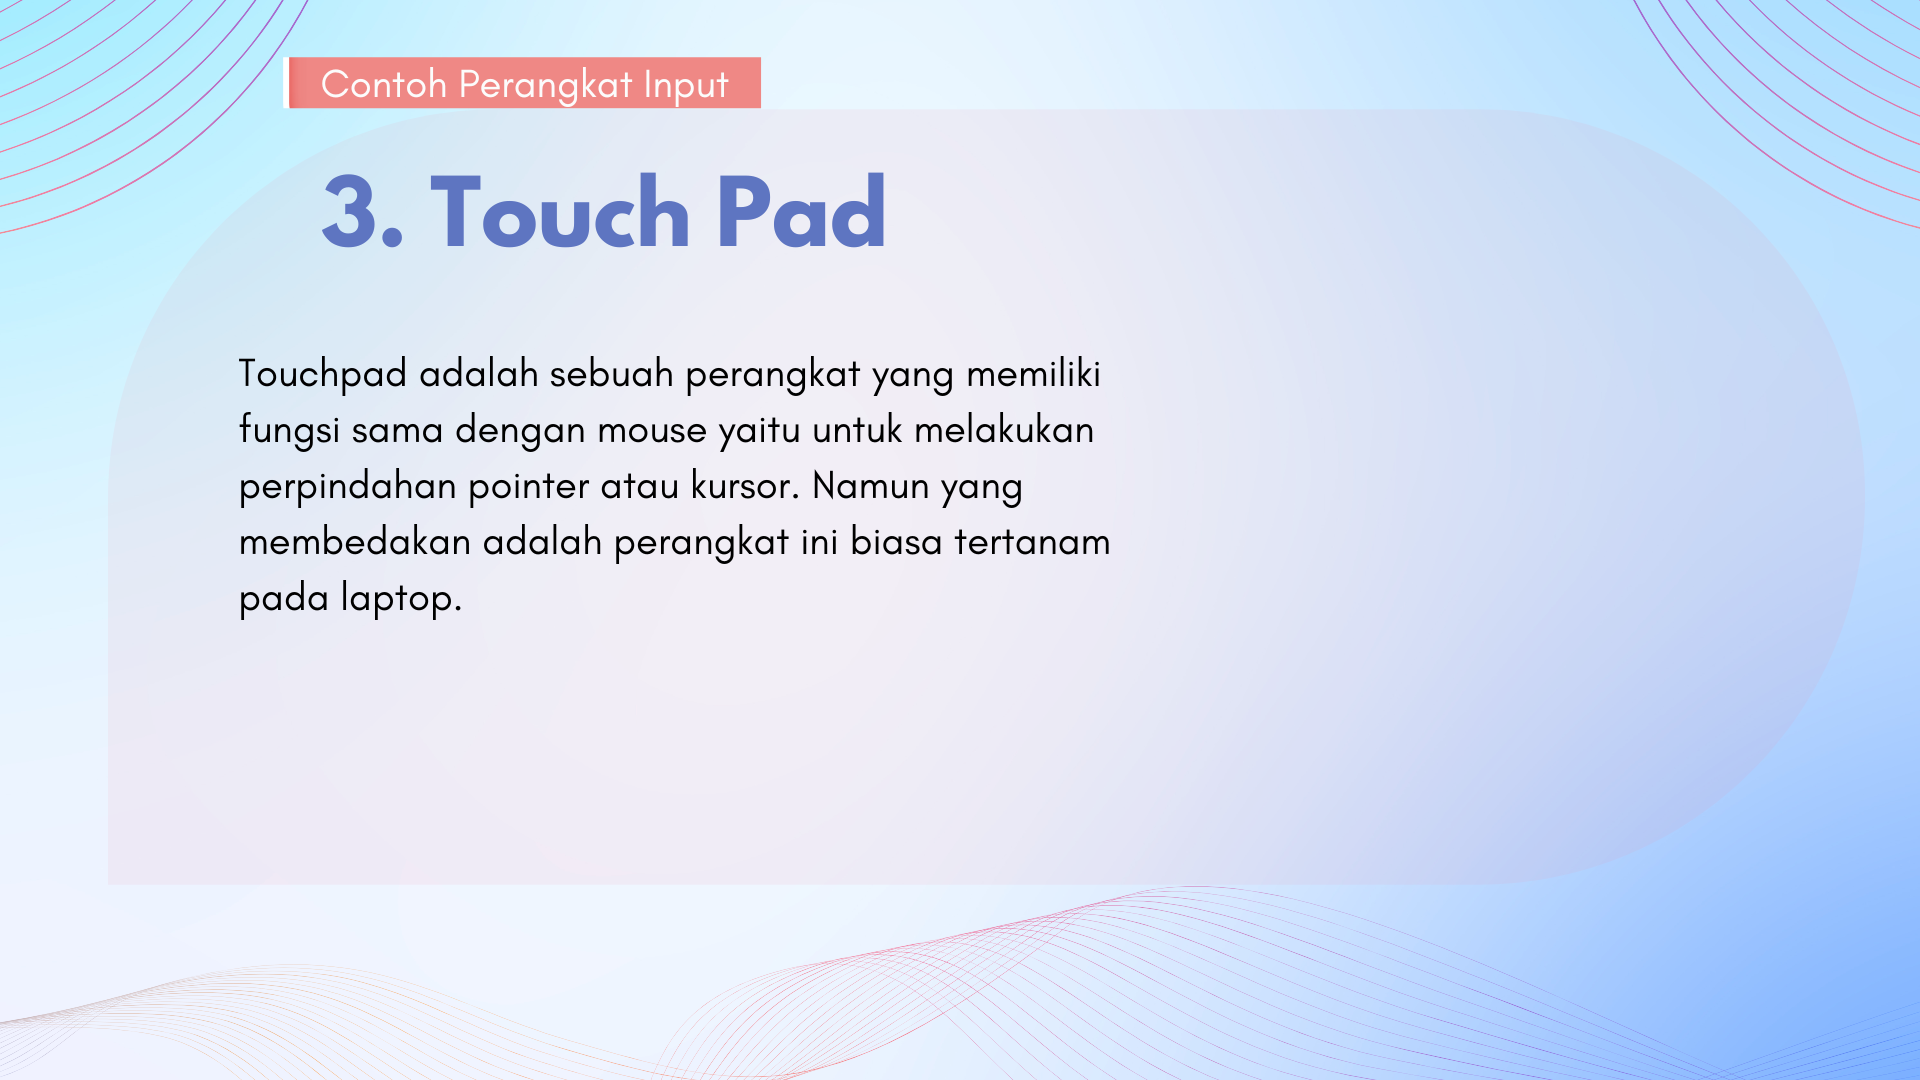 Contoh Perangkat Input
3. Touch Pad
Touchpad adalah sebuah perangkat yang memiliki
fungsi sama dengan mouse yaitu untuk melakukan
perpindahan pointer atau kursor. Namun yang
membedakan adalah perangkat ini biasa tertanam
pada laptop.